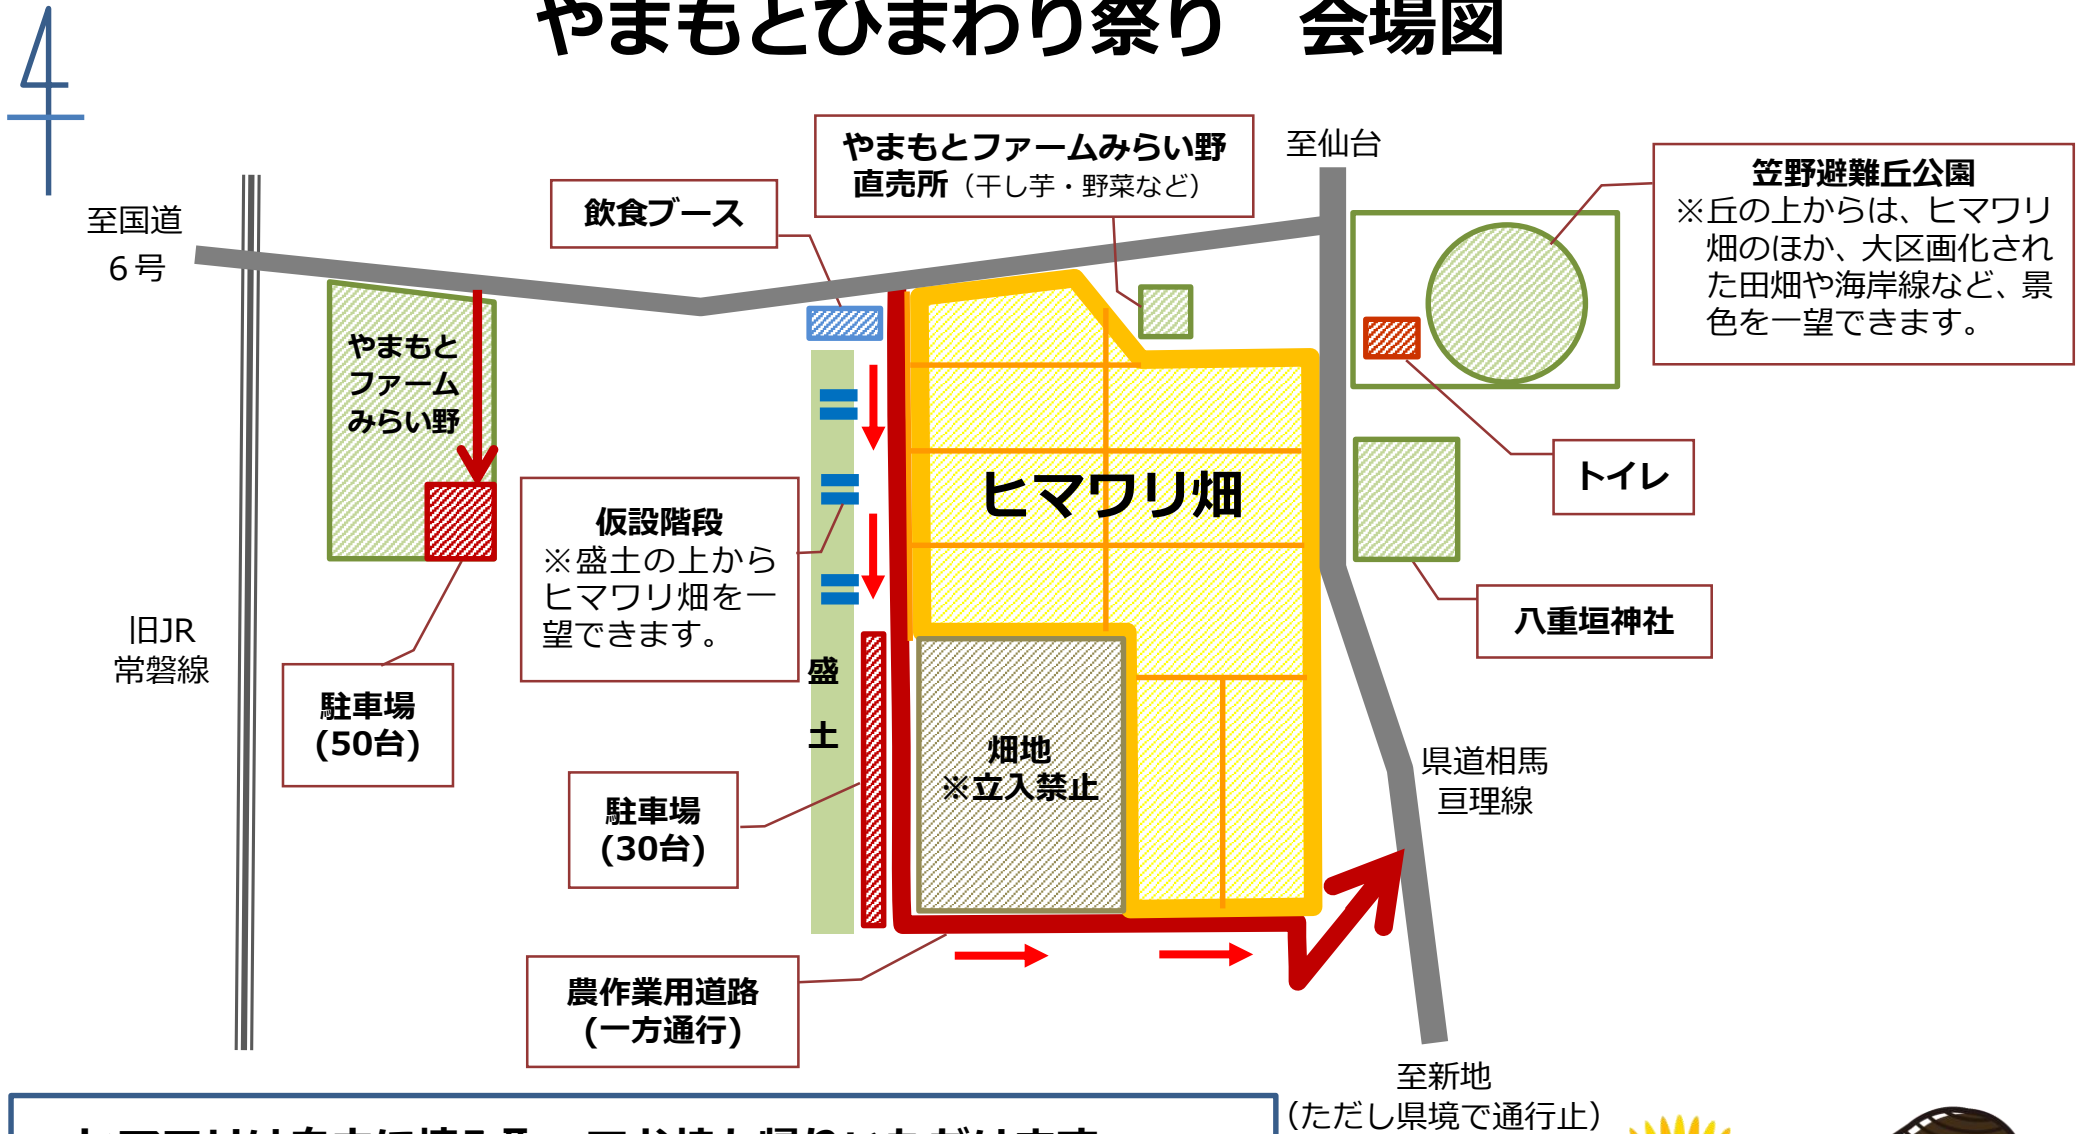 やまもとひまわり祭り 会場図
やまもとファームみらい野
直売所（干し芋・野菜など）
至仙台
笠野避難丘公園
※丘の上からは、ヒマワリ
畑のほか、大区画化され
た田畑や海岸線など、景
色を一望できます。
飲食ブース
至国道
６号
やまもと
ファーム
みらい野
ヒマワリ畑
トイレ
仮設階段
※盛土の上から
ヒマワリ畑を一
望できます。
八重垣神社
旧JR
常磐線
盛
土
駐車場
(50台)
畑地
※立入禁止
県道相馬
亘理線
駐車場
(30台)
農作業用道路
(一方通行)
至新地
（ただし県境で通行止）